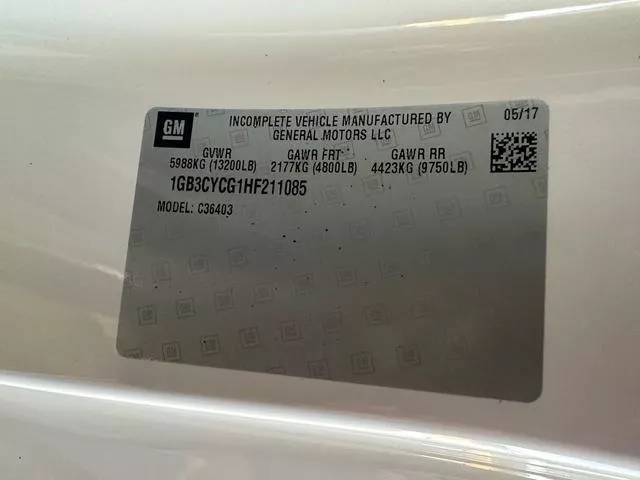 GM
INCOMPLETE VEHICLE MANUFACTURED BY
GENERAL MOTORS LLC
05/17
GVWR GAWR FRT GAWR RR
5988KG (13200LB) 2177KG (4800LB) 4423KG (9750LB)
1GB3CYCG1HF211085
MODEL: C36403